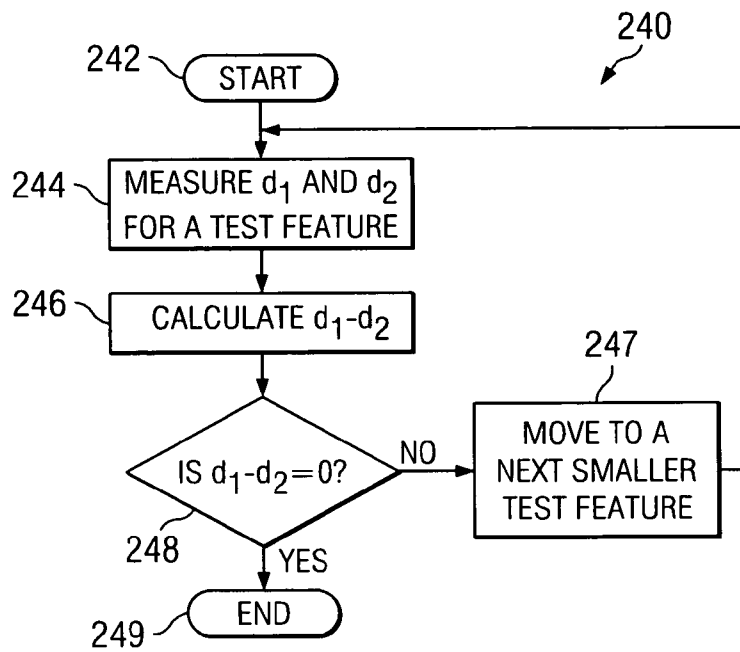 240
242
START
244
MEASURE d1 AND d2
FOR A TEST FEATURE
246
CALCULATE d1-d2
247
MOVE TO A
NEXT SMALLER
TEST FEATURE
IS d1-d2=0?
NO
248
YES
END
249